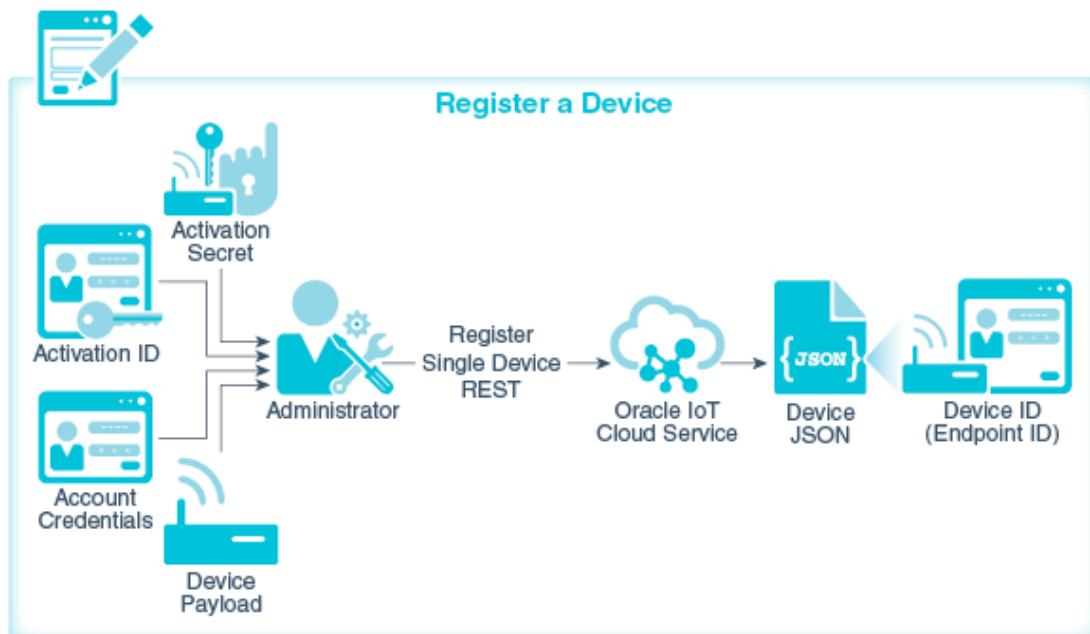 Register a Device
Activation
Secret
Activation ID
Account
Credentials
Device
Payload
Administrator
Register
Single Device
REST
Oracle IoT
Cloud Service
{JSON}
Device
JSON
Device ID
(Endpoint ID)